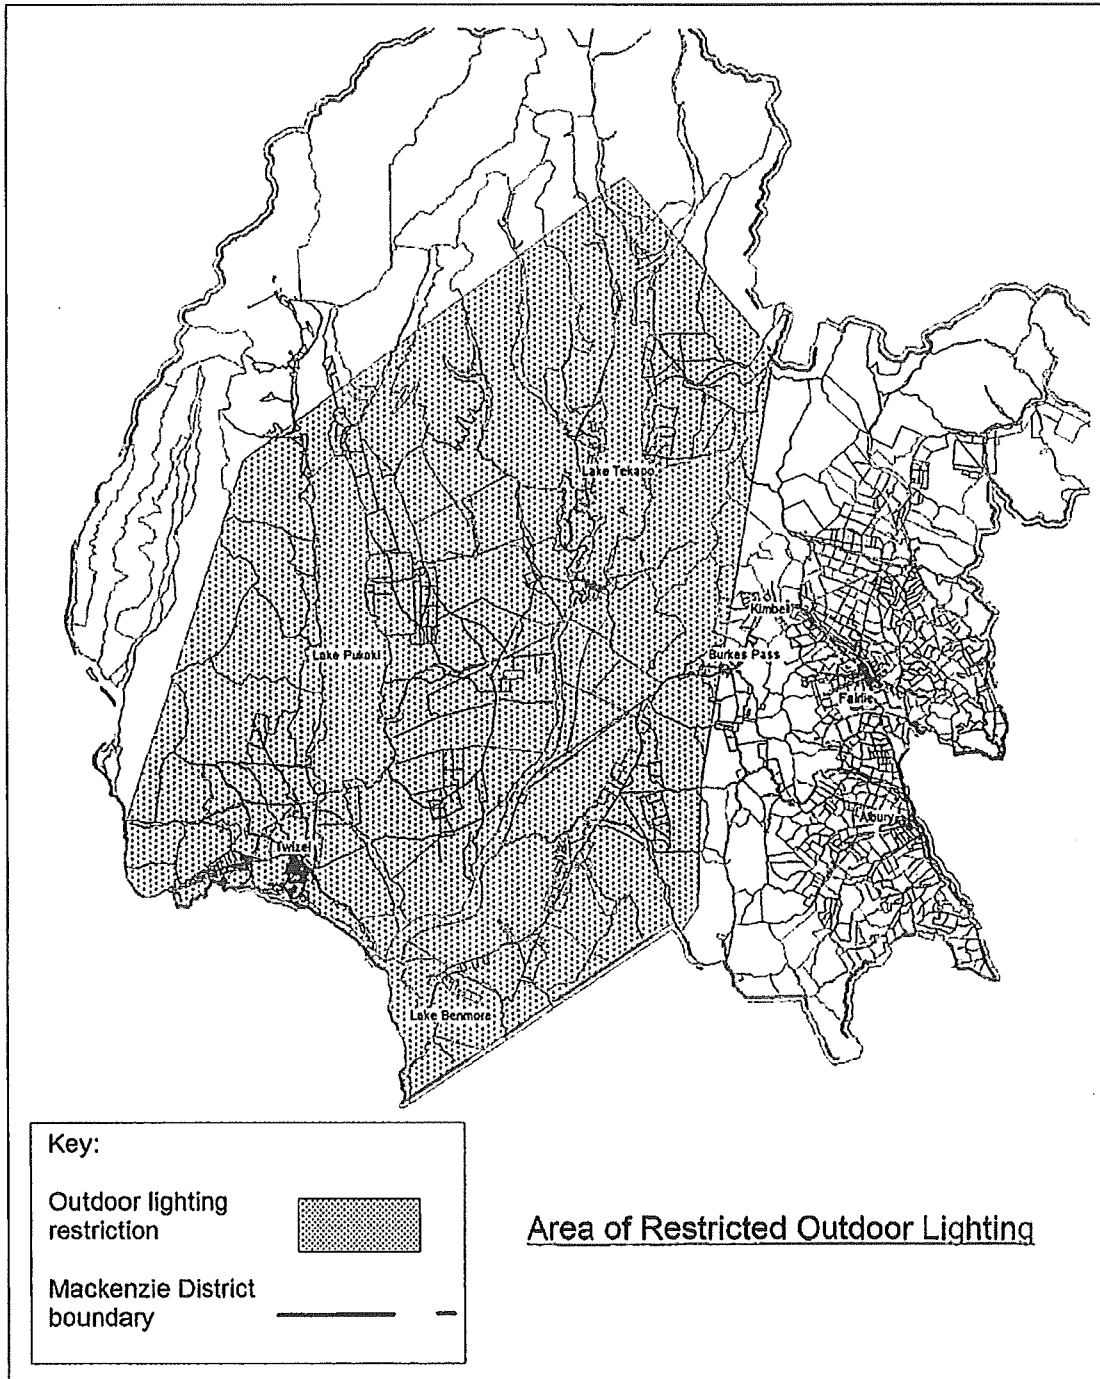 Lake Tekapo
Kimbell
Lake Pukaki
Burkes Pass
Fairlie
Albury
Twizel
Lake Benmore
Key:
Outdoor lighting
restriction
Area of Restricted Outdoor Lighting
Mackenzie District
boundary